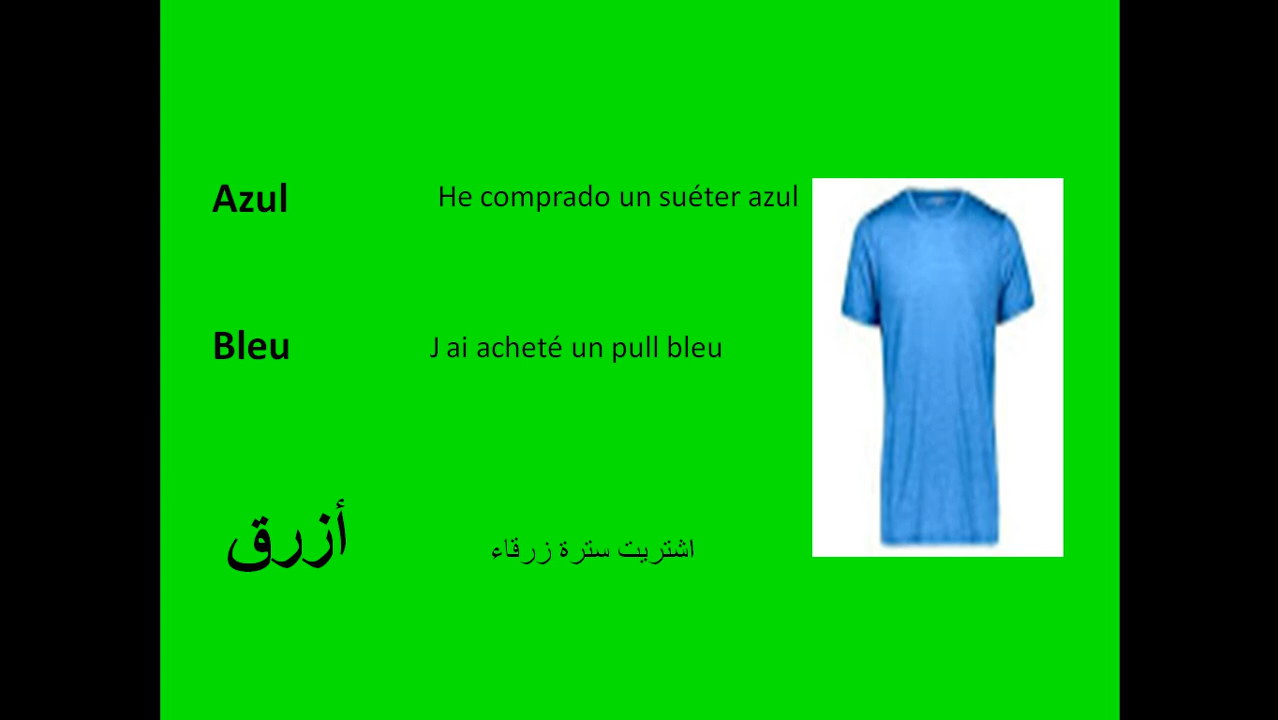 Azul
He comprado un suéter azul
Bleu
J ai acheté un pull bleu
أزرق
اشتريت سترة زرقاء